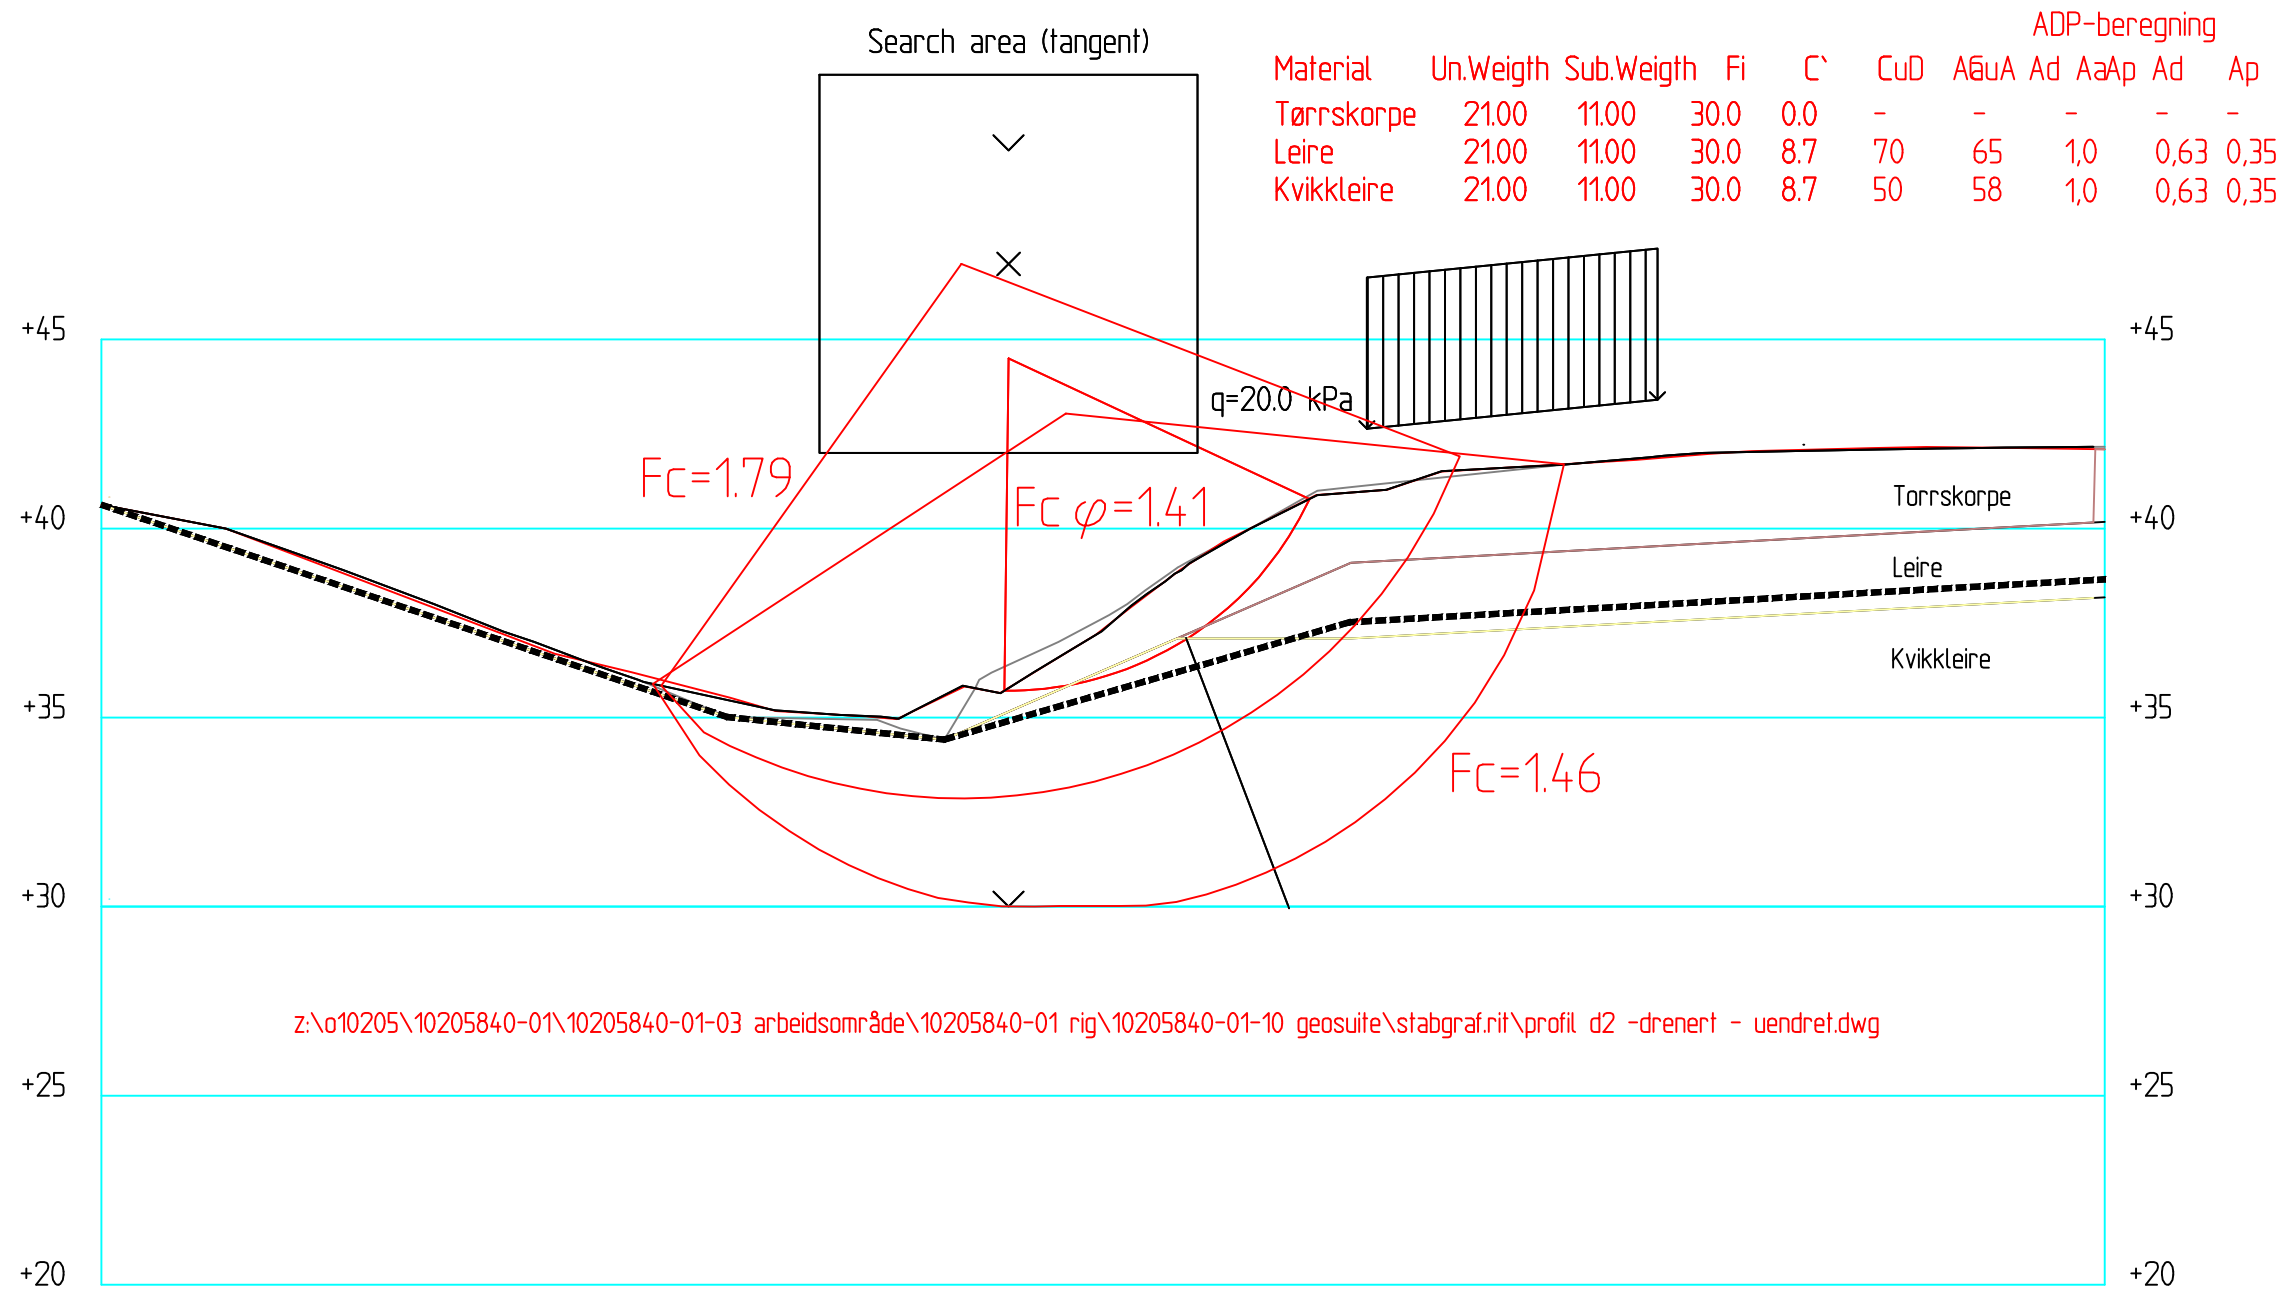 Search area (tangent)
ADP-beregning
Material Un.Weigth Sub.Weigth Fi C` CuD CuA Ad Aa Ap Ad Ap
Tørrskorpe 21.00 11.00 30.0 0.0 - - - - -
Leire 21.00 11.00 30.0 8.7 70 65 1,0 0,63 0,35
Kvikkleire 21.00 11.00 30.0 8.7 50 58 1,0 0,63 0,35
+45 +45
q=20.0 kPa
Fc=1.79
Fc φ=1.41
Torrskorpe
+40 +40
Leire
Kvikkleire
+35 +35
Fc=1.46
+30 +30
z:\o10205\10205840-01\10205840-01-03 arbeidsområde\10205840-01 rig\10205840-01-10 geosuite\stabgraf.rit\profil d2 -drenert - uendret.dwg
+25 +25
+20 +20